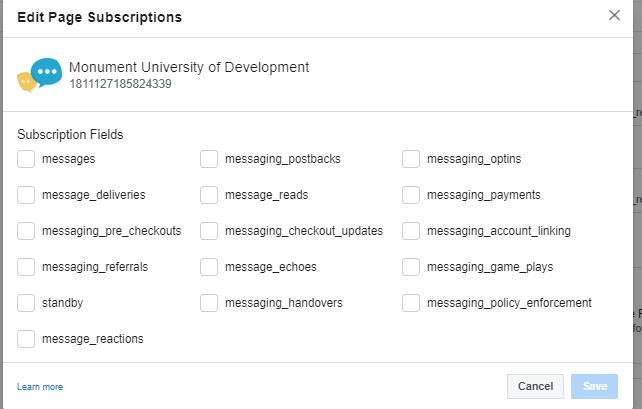 Edit Page Subscriptions
Monument University of Development
1811127185824339
Subscription Fields
messages messaging_postbacks messaging_optins
message_deliveries message_reads messaging_payments
messaging_pre_checkouts messaging_checkout_updates messaging_account_linking
messaging_referrals message_echoes messaging_game_plays
standby messaging_handovers messaging_policy_enforcement
message_reactions
Learn more Cancel Save